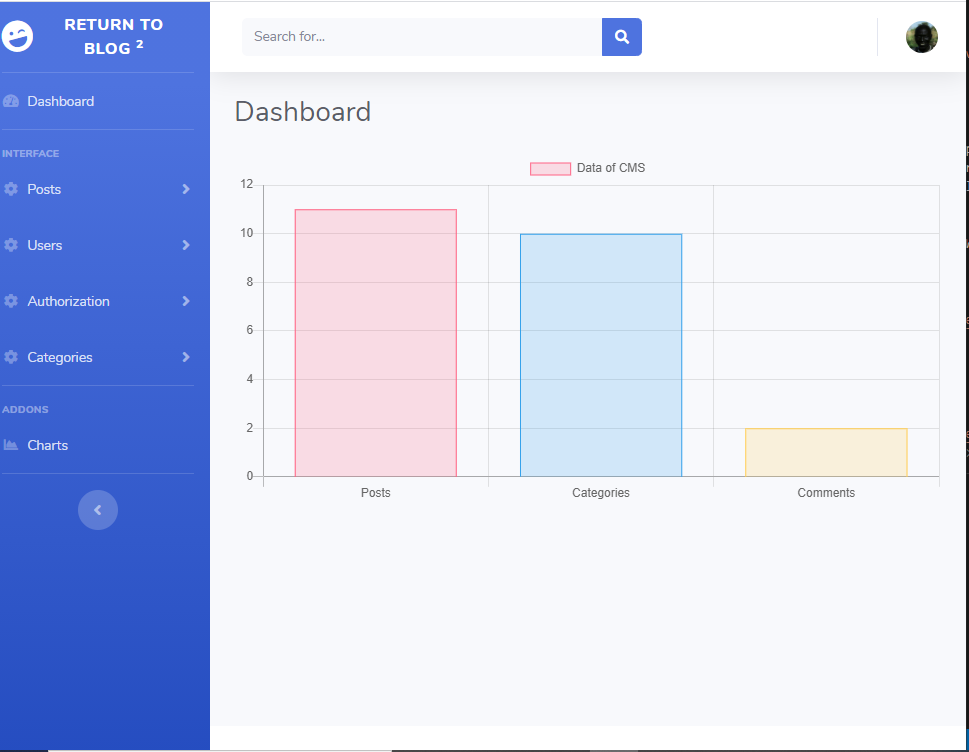 RETURN TO
BLOG 2
Search for...
Dashboard
Dashboard
INTERFACE
Posts
Users
Authorization
Categories
ADDONS
Charts
Data of CMS
12
10
8
6
4
2
0
Posts
Categories
Comments